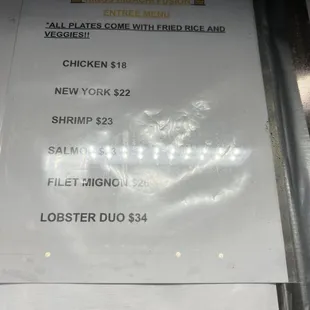 ENTREE MENU
*ALL PLATES COME WITH FRIED RICE AND
VEGGIES!!
CHICKEN $18
NEW YORK $22
SHRIMP $23
SALMON
FILET MIGNON
LOBSTER DUO $34